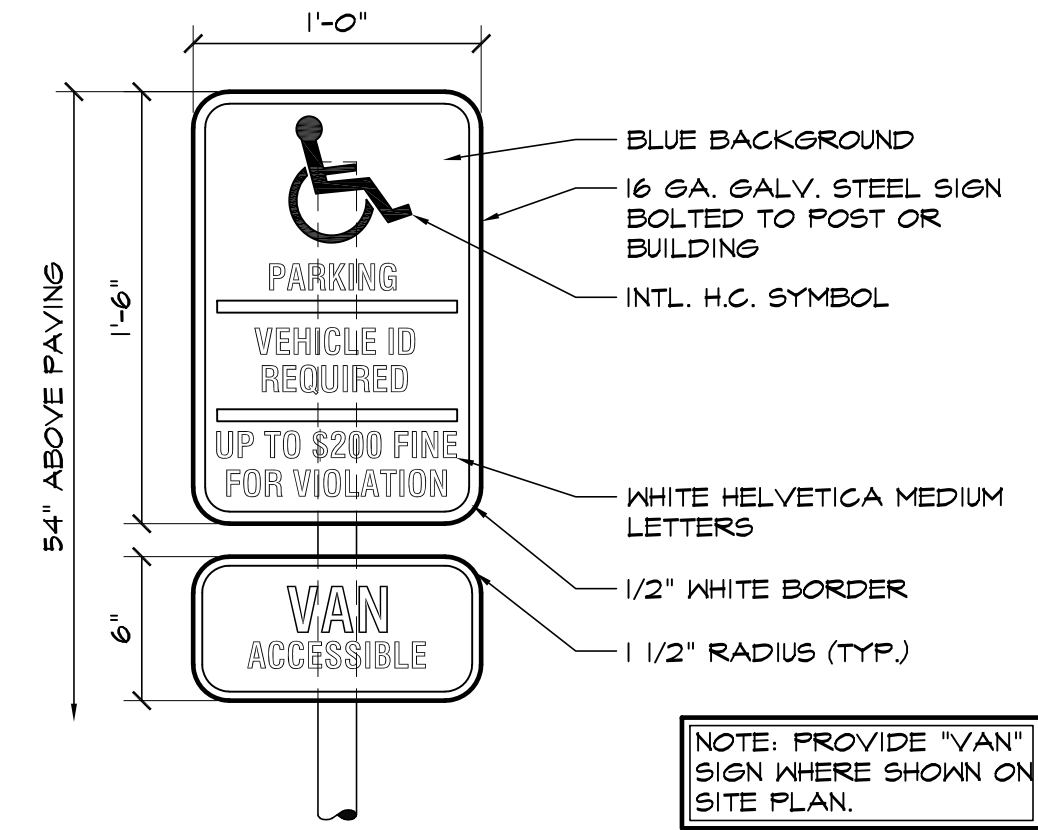 1'-0"
54" ABOVE PAVING
1'-6"
6"
PARKING
VEHICLE ID
REQUIRED
UP TO $200 FINE
FOR VIOLATION
VAN
ACCESSIBLE
BLUE BACKGROUND
16 GA. GALV. STEEL SIGN
BOLTED TO POST OR
BUILDING
INTL. H.C. SYMBOL
WHITE HELVETICA MEDIUM
LETTERS
1/2" WHITE BORDER
1 1/2" RADIUS (TYP.)
NOTE: PROVIDE "VAN"
SIGN WHERE SHOWN ON
SITE PLAN.